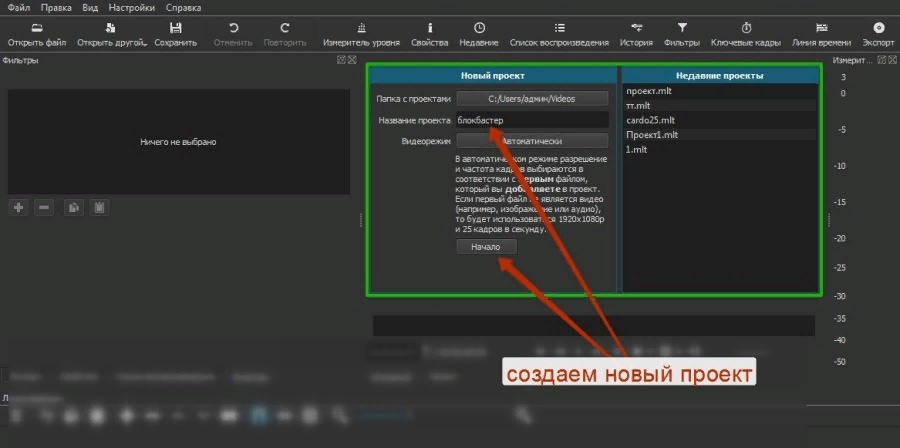 Файл Правка Вид Настройки Справка
Открыть файл Открыть другой.. Сохранить Отменить Повторить Измеритель уровня Свойства Недавние Список воспроизведения История Фильтры Ключевые кадры Линия времени Экспорт
Фильтры
Измерит...
Ничего не выбрано
Новый проект
Папка с проектами C:/Users/админ/Videos
Название проекта блокбастер
Видеорежим Автоматически
В автоматическом режиме разрешение
и частота кадров выбираются в
соответствии с первым файлом,
который вы добавляете в проект.
Если первый файл не является видео
(например, изображение или аудио),
то будет использоваться 1920x1080p
и 25 кадров в секунду.
Начало
Недавние проекты
проект.mlt
тт.mlt
cardo25.mlt
Проект1.mlt
1.mlt
3
0
-5
-10
-15
-20
-25
-30
-35
-40
-50
создаем новый проект